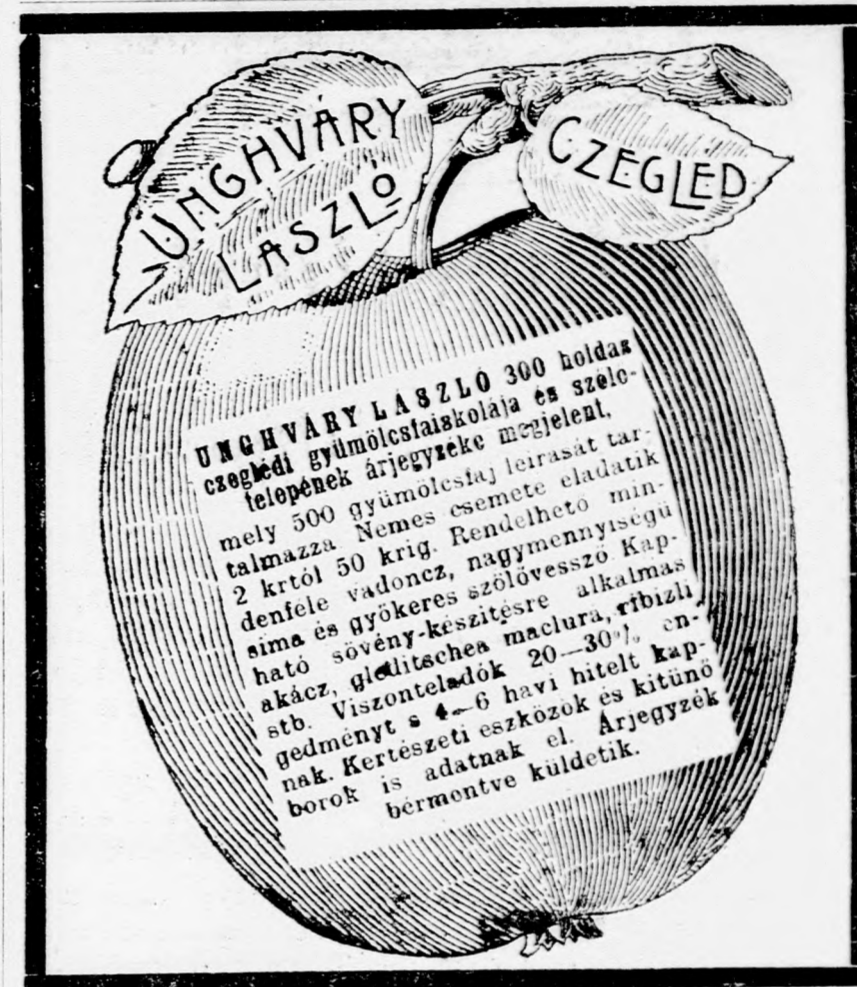 UNGHVÁRY
LÁSZLÓ
CZEGLÉD
UNGHVÁRY LÁSZLÓ 300 holdas
czeglédi gyümölcsfaiskolája és szőlő-
telepének árjegyzéke megjelent,
mely 500 gyümölcsfaj leirását tar-
talmazza. Nemes csemete eladatik
2 krtól 50 krig. Rendelhető min-
denféle vadoncz, nagymennyiségü
sima és gyökeres szőlővessző. Kap-
ható sövény-készitésre alkalmas
akácz, gleditschea maclura, ribizli
stb. Viszonteladók 20—30% en-
gedményt s 4—6 havi hitelt kap-
nak. Kertészeti eszközök és kitünő
borok is adatnak el. Árjegyzék
bérmentve küldetik.